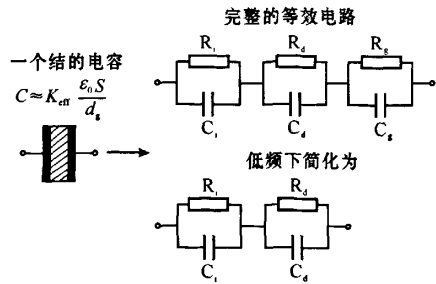 完整的等效电路
一个结的电容
C≈K_eff ε₀S/d_g
R_i R_d R_g
C_i C_d C_g
低频下简化为
R_i R_d
C_i C_d